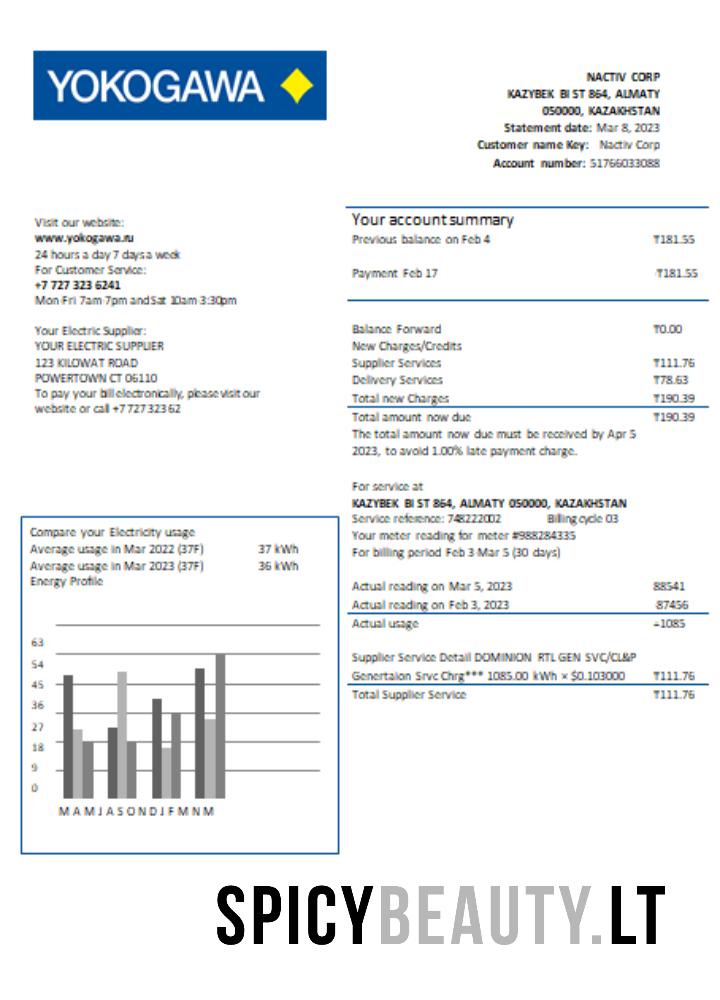 YOKOGAWA
NACTIV CORP
KAZYBEK BI ST 864, ALMATY
050000, KAZAKHSTAN
Statement date: Mar 8, 2023
Customer name Key: Nactiv Corp
Account number: 51766033088
Visit our website:
www.yokogawa.ru
24 hours a day 7 days a week
For Customer Service:
+7 727 323 6241
Mon-Fri 7am-7pm and Sat 10am-3:30pm
Your Electric Supplier:
YOUR ELECTRIC SUPPLIER
123 KILOWAT ROAD
POWERTOWN CT 06110
To pay your bill electronically, please visit our
website or call +7 727 323 62
Your account summary
Previous balance on Feb 4 ₸181.55
Payment Feb 17 -₸181.55
Balance Forward ₸0.00
New Charges/Credits
Supplier Services ₸111.76
Delivery Services ₸78.63
Total new Charges ₸190.39
Total amount now due ₸190.39
The total amount now due must be received by Apr 5
2023, to avoid 1.00% late payment charge.
For service at
KAZYBEK BI ST 864, ALMATY 050000, KAZAKHSTAN
Service reference: 748222002 Billing cycle 03
Your meter reading for meter #988284335
For billing period Feb 3-Mar 5 (30 days)
Actual reading on Mar 5, 2023 88541
Actual reading on Feb 3, 2023 -87456
Actual usage =1085
Supplier Service Detail DOMINION RTL GEN SVC/CL&P
Genertaion Srvc Chrg*** 1085.00 kWh × $0.103000 ₸111.76
Total Supplier Service ₸111.76
Compare your Electricity usage
Average usage in Mar 2022 (37F) 37 kWh
Average usage in Mar 2023 (37F) 36 kWh
Energy Profile
63
54
45
36
27
18
9
0
M A M J A S O N D J F M N M
SPICYBEAUTY.LT